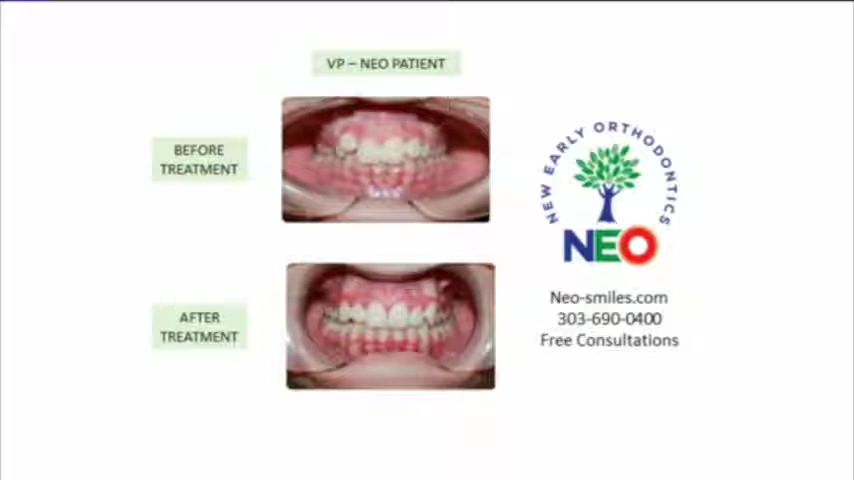 VP – NEO PATIENT
BEFORE
TREATMENT
AFTER
TREATMENT
NEW EARLY ORTHODONTICS
NEO
Neo-smiles.com
303-690-0400
Free Consultations